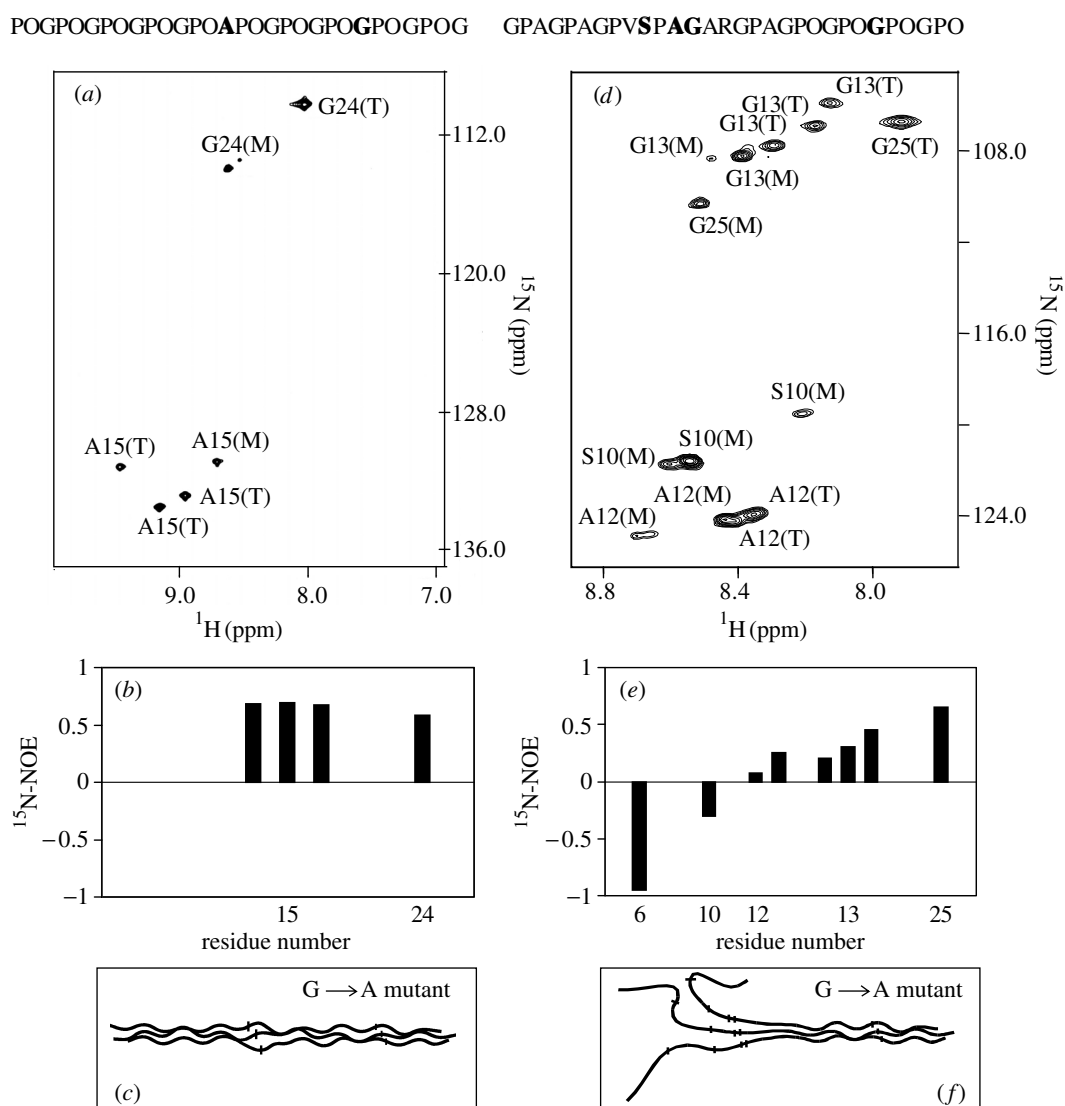 POGPOGPOGPOGPOAPOGPOGPOGPOGPOG
GPAGPAGPVSPAGARGPAGPOGPOGPOGPO
(a)
G24(T)
G24(M)
A15(T)
A15(M)
A15(T)
A15(T)
112.0
120.0
128.0
136.0
15N (ppm)
9.0 8.0 7.0
1H (ppm)
(d)
G13(T)
G13(T)
G13(T)
G13(M)
G25(T)
G13(M)
G25(M)
S10(M)
S10(M)
S10(M)
A12(M)
A12(T)
A12(M)
A12(T)
108.0
116.0
124.0
15N (ppm)
8.8 8.4 8.0
1H (ppm)
(b)
1
0.5
0
−0.5
−1
15N-NOE
15 24
residue number
(e)
1
0.5
0
−0.5
−1
15N-NOE
6 10 12 13 25
residue number
G → A mutant
(c)
G → A mutant
(f)